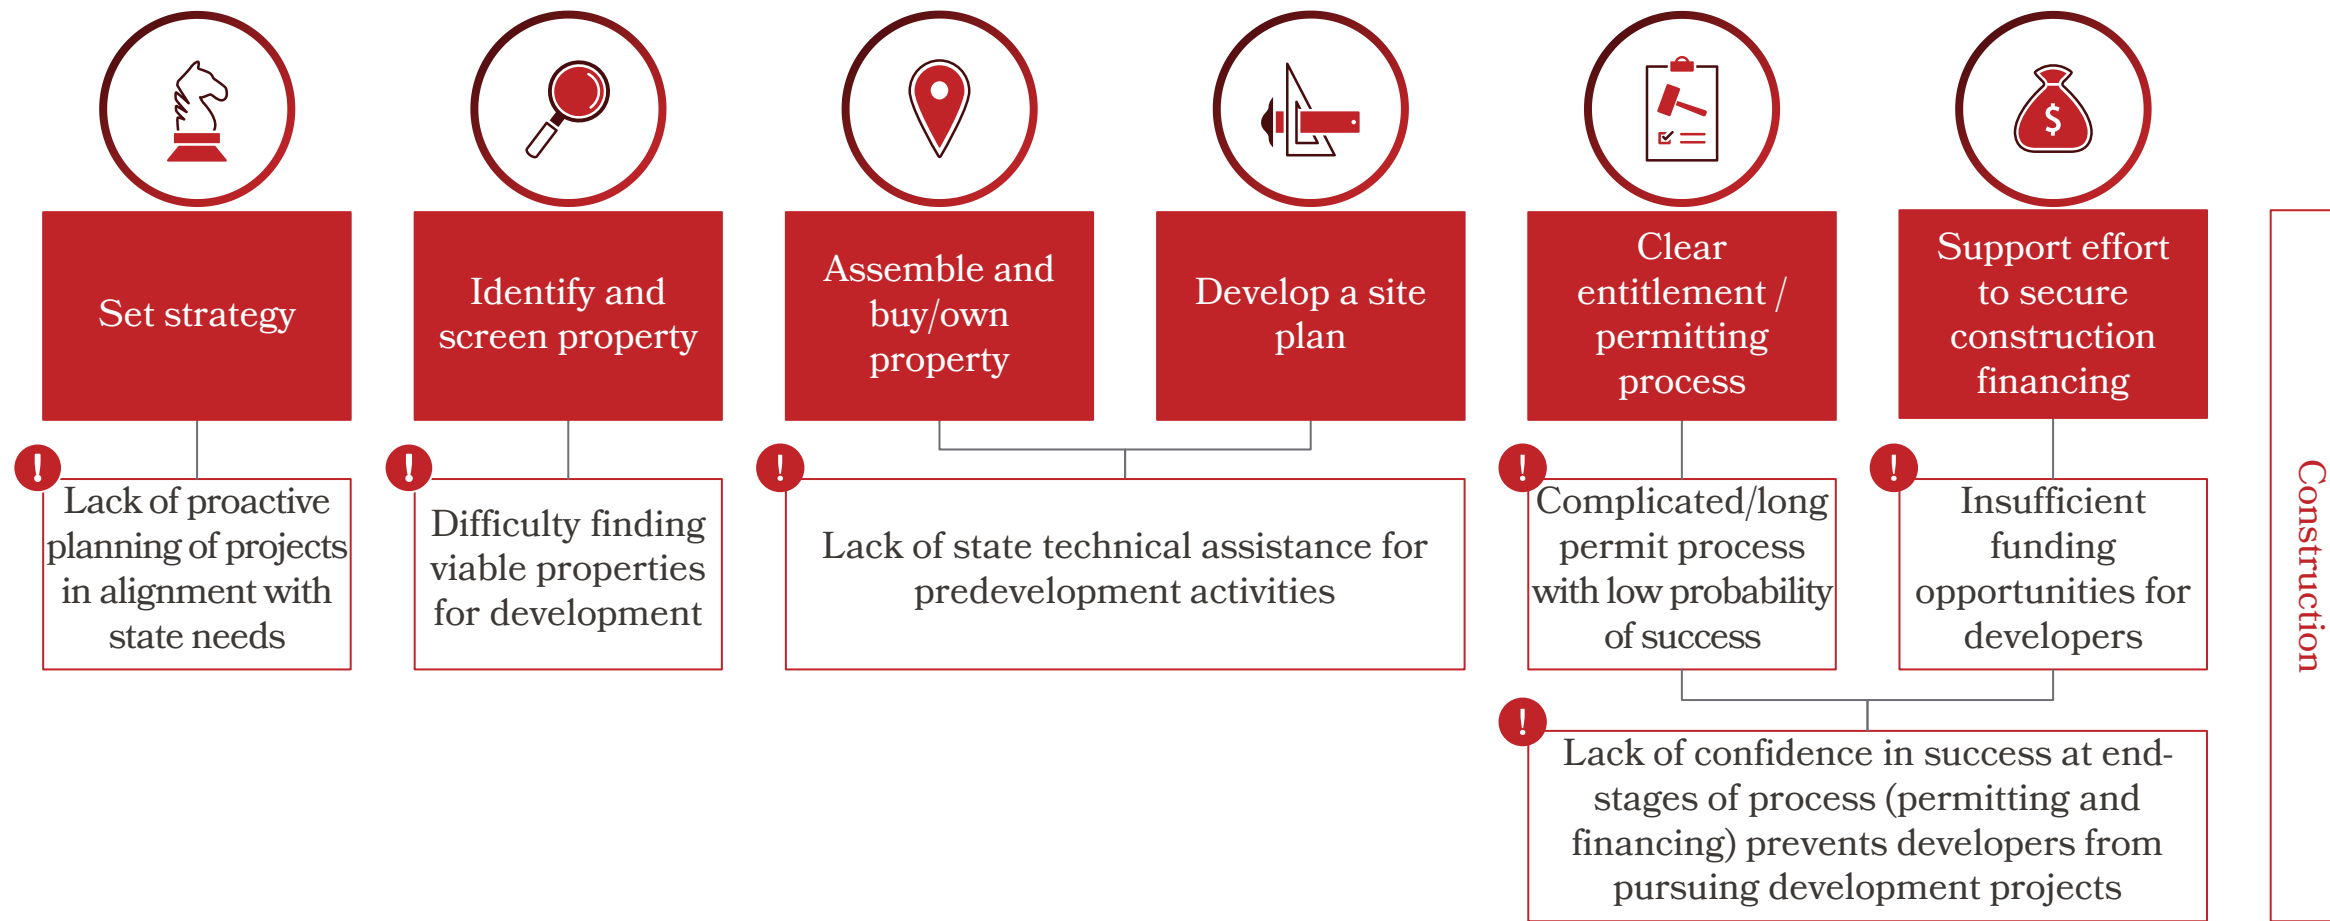 Set strategy
Identify and
screen property
Assemble and
buy/own
property
Develop a site
plan
Clear
entitlement /
permitting
process
Support effort
to secure
construction
financing
!
Lack of proactive
planning of projects
in alignment with
state needs
!
Difficulty finding
viable properties
for development
!
Lack of state technical assistance for
predevelopment activities
!
Complicated/long
permit process
with low probability
of success
!
Insufficient
funding
opportunities for
developers
!
Lack of confidence in success at end-
stages of process (permitting and
financing) prevents developers from
pursuing development projects
Construction
$